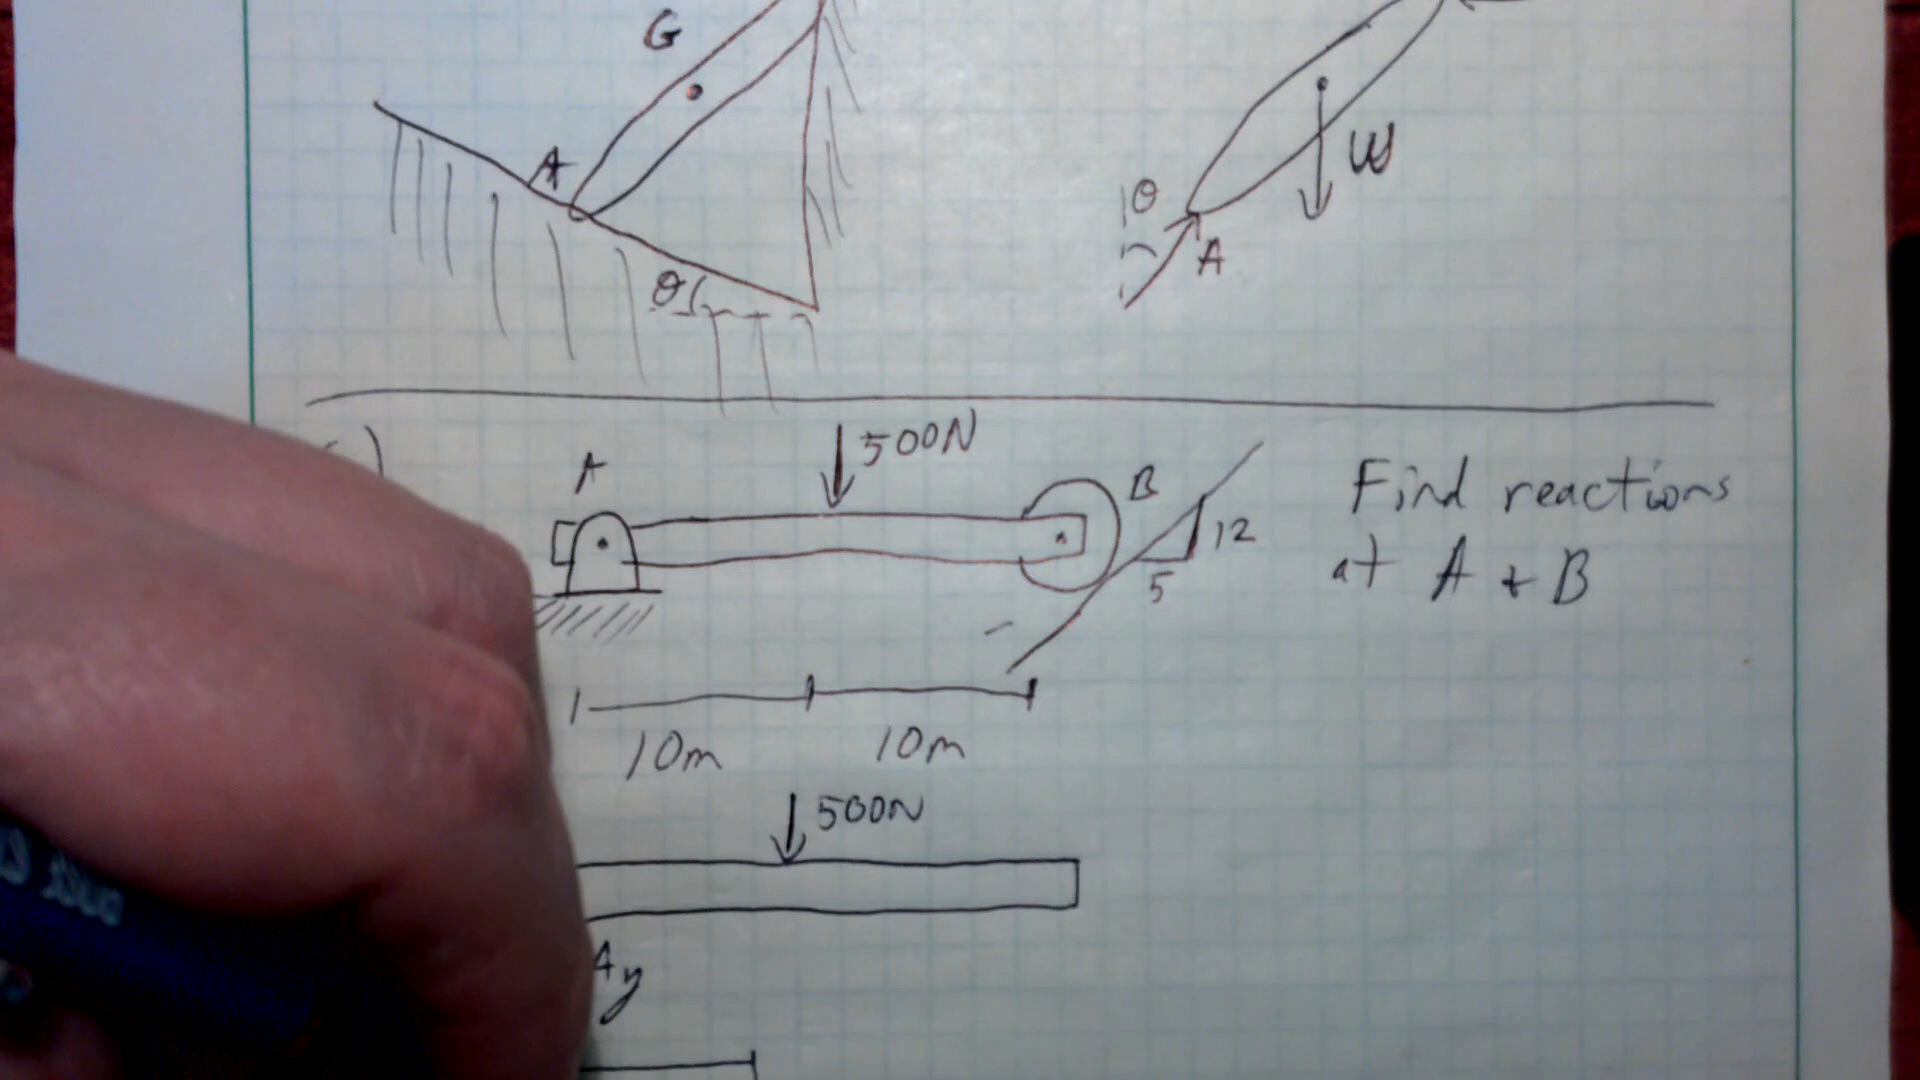 G
A
W
θ
A
θ
500N
A
B
Find reactions
at A + B
12
5
10m
10m
500N
Ay